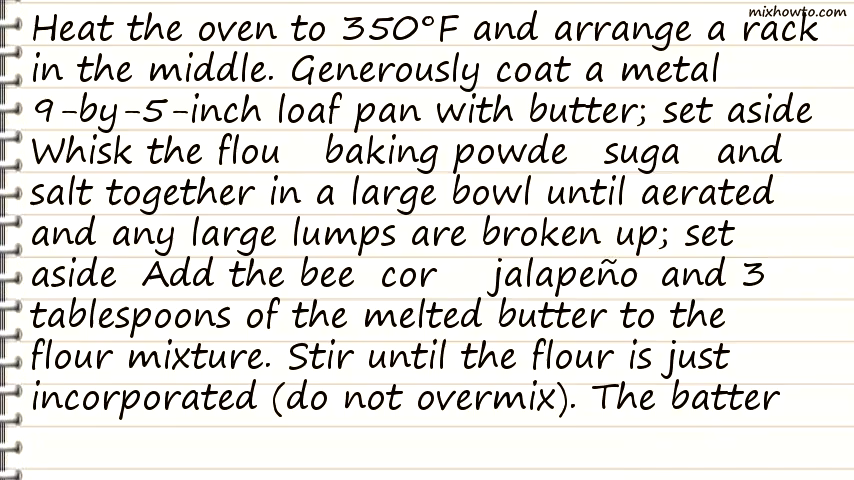 mixhowto.com
Heat the oven to 350°F and arrange a rack
in the middle. Generously coat a metal
9-by-5-inch loaf pan with butter; set aside
Whisk the flou baking powde suga and
salt together in a large bowl until aerated
and any large lumps are broken up; set
aside Add the bee cor jalapeño and 3
tablespoons of the melted butter to the
flour mixture. Stir until the flour is just
incorporated (do not overmix). The batter